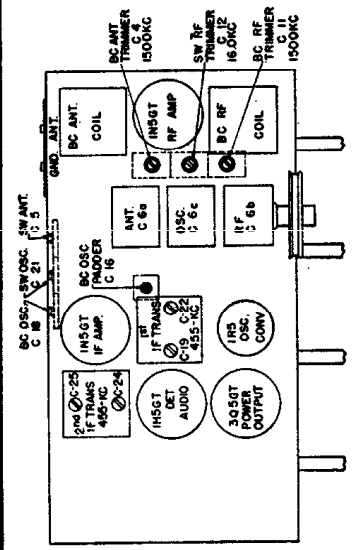 BC ANT
TRIMMER
C 4
1500KC
SW RF
TRIMMER
C 12
16.0KC
BC RF
TRIMMER
C 11
1500KC
GND. ANT.
BC ANT.
COIL
1N5GT
RF AMP
BC RF
COIL
SW ANT.
C 5
SW OSC.
C 21
BC OSC.
C 18
ANT.
C 6a
OSC.
C 6c
RF
C 6b
BC OSC
PADDER
C 16
1N5GT
IF AMP.
1st
IF TRANS
C-19
C-22
455-KC
1R5
OSC.
CONV
2nd
C-25
IF TRANS
455-KC
C-24
1H5GT
DET
AUDIO
3Q5GT
POWER
OUTPUT